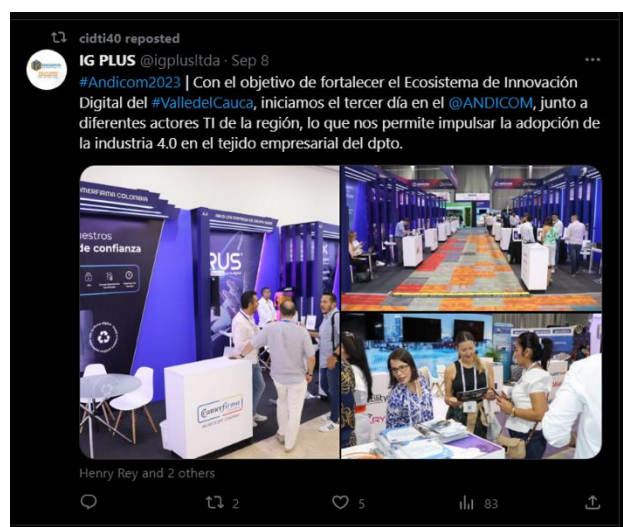 cidti40 reposted
IG PLUS @igplusltda · Sep 8
#Andicom2023 | Con el objetivo de fortalecer el Ecosistema de Innovación
Digital del #ValledelCauca, iniciamos el tercer día en el @ANDICOM, junto a
diferentes actores TI de la región, lo que nos permite impulsar la adopción de
la industria 4.0 en el tejido empresarial del dpto.
MERFIRMA COLOMBIA
uestros
de confianza
RUS
Camerfirma
Henry Rey and 2 others
2
5
83